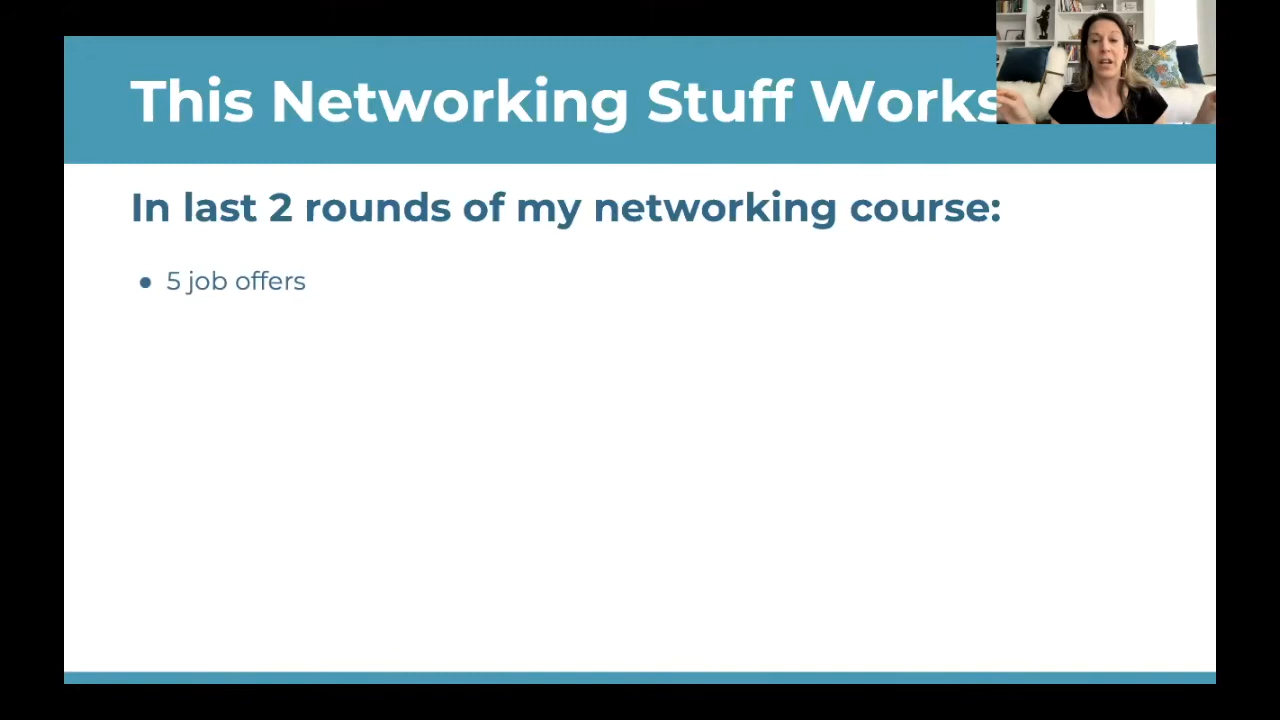 This Networking Stuff Works
In last 2 rounds of my networking course:
● 5 job offers